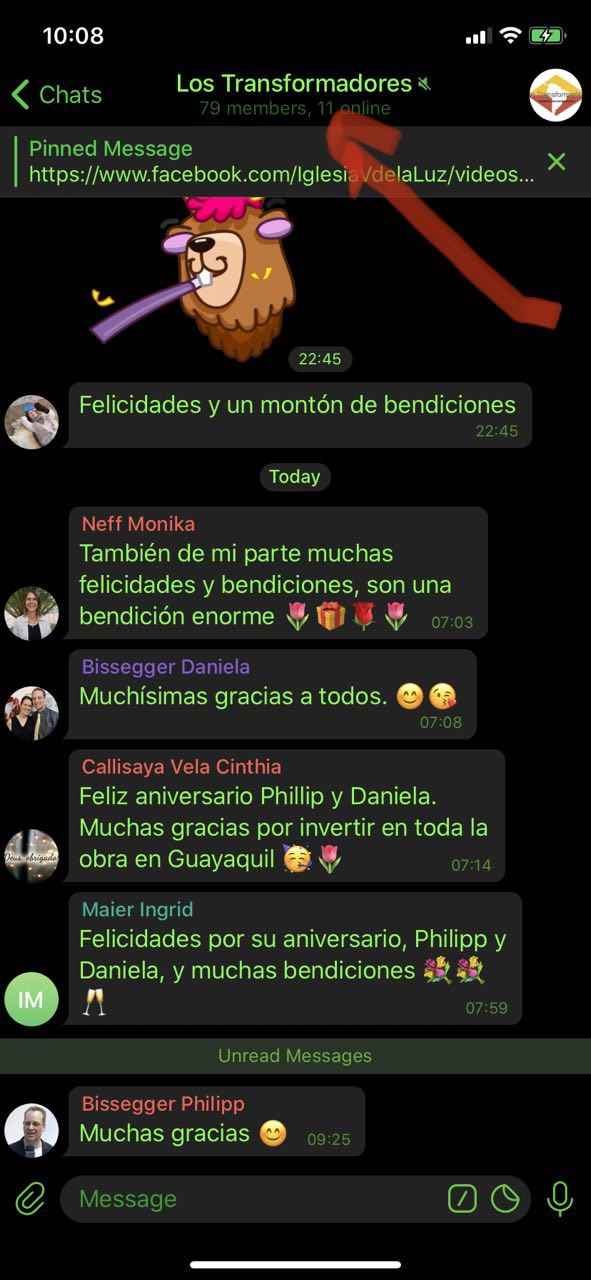 10:08
Chats
Los Transformadores
79 members, 11 online
Pinned Message
https://www.facebook.com/IglesiaVdelaLuz/videos...
22:45
Felicidades y un montón de bendiciones
22:45
Today
Neff Monika
También de mi parte muchas
felicidades y bendiciones, son una
bendición enorme 🌷🎁🌹🌷 07:03
Bissegger Daniela
Muchísimas gracias a todos. 😊😘
07:08
Callisaya Vela Cinthia
Feliz aniversario Phillip y Daniela.
Muchas gracias por invertir en toda la
obra en Guayaquil 🥳🌷 07:14
Deus, obrigado
Maier Ingrid
Felicidades por su aniversario, Philipp y
Daniela, y muchas bendiciones 💐💐
🥂 07:59
IM
Unread Messages
Bissegger Philipp
Muchas gracias 😊 09:25
Message